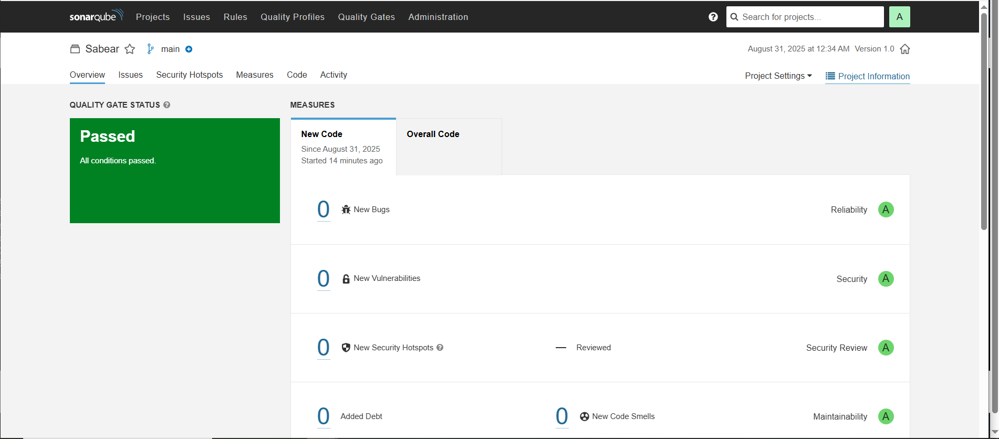 sonarqube Projects Issues Rules Quality Profiles Quality Gates Administration Search for projects... A
Sabear main August 31, 2025 at 12:34 AM Version 1.0
Overview Issues Security Hotspots Measures Code Activity Project Settings Project Information
QUALITY GATE STATUS
Passed
All conditions passed.
MEASURES
New Code
Since August 31, 2025
Started 14 minutes ago
Overall Code
0 New Bugs Reliability A
0 New Vulnerabilities Security A
0 New Security Hotspots — Reviewed Security Review A
0 Added Debt 0 New Code Smells Maintainability A